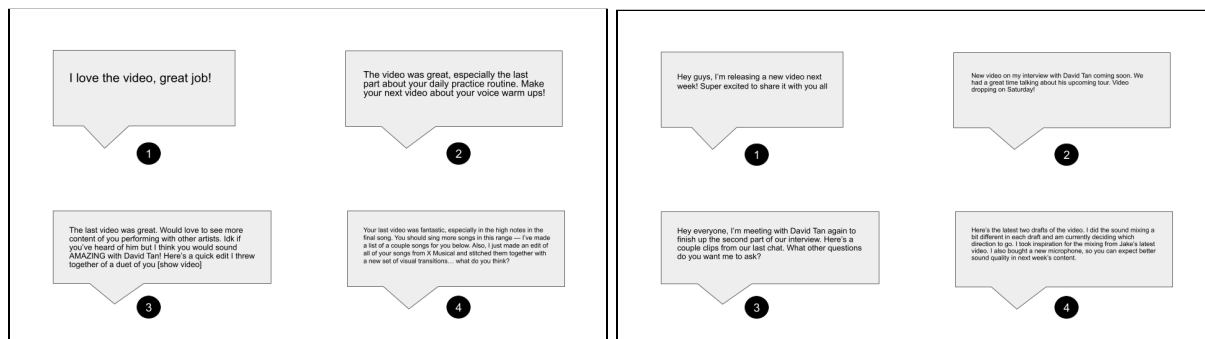 I love the video, great job!
1
The video was great, especially the last
part about your daily practice routine. Make
your next video about your voice warm ups!
2
The last video was great. Would love to see more
content of you performing with other artists. Idk if
you've heard of him but I think you would sound
AMAZING with David Tan! Here's a quick edit I threw
together of a duet of you [show video]
3
Your last video was fantastic, especially in the high notes in the
final song. You should sing more songs in this range — I've made
a list of a couple songs for you below. Also, I just made an edit of
all of your songs from X Musical and stitched them together with
a new set of visual transitions… what do you think?
4
Hey guys, I'm releasing a new video next
week! Super excited to share it with you all
1
New video on my interview with David Tan coming soon. We
had a great time talking about his upcoming tour. Video
dropping on Saturday!
2
Hey everyone, I'm meeting with David Tan again to
finish up the second part of our interview. Here's a
couple clips from our last chat. What other questions
do you want me to ask?
3
Here's the latest two drafts of the video. I did the sound mixing a
bit different in each draft and am currently deciding which
direction to go. I took inspiration for the mixing from Jake's latest
video. I also bought a new microphone, so you can expect better
sound quality in next week's content.
4